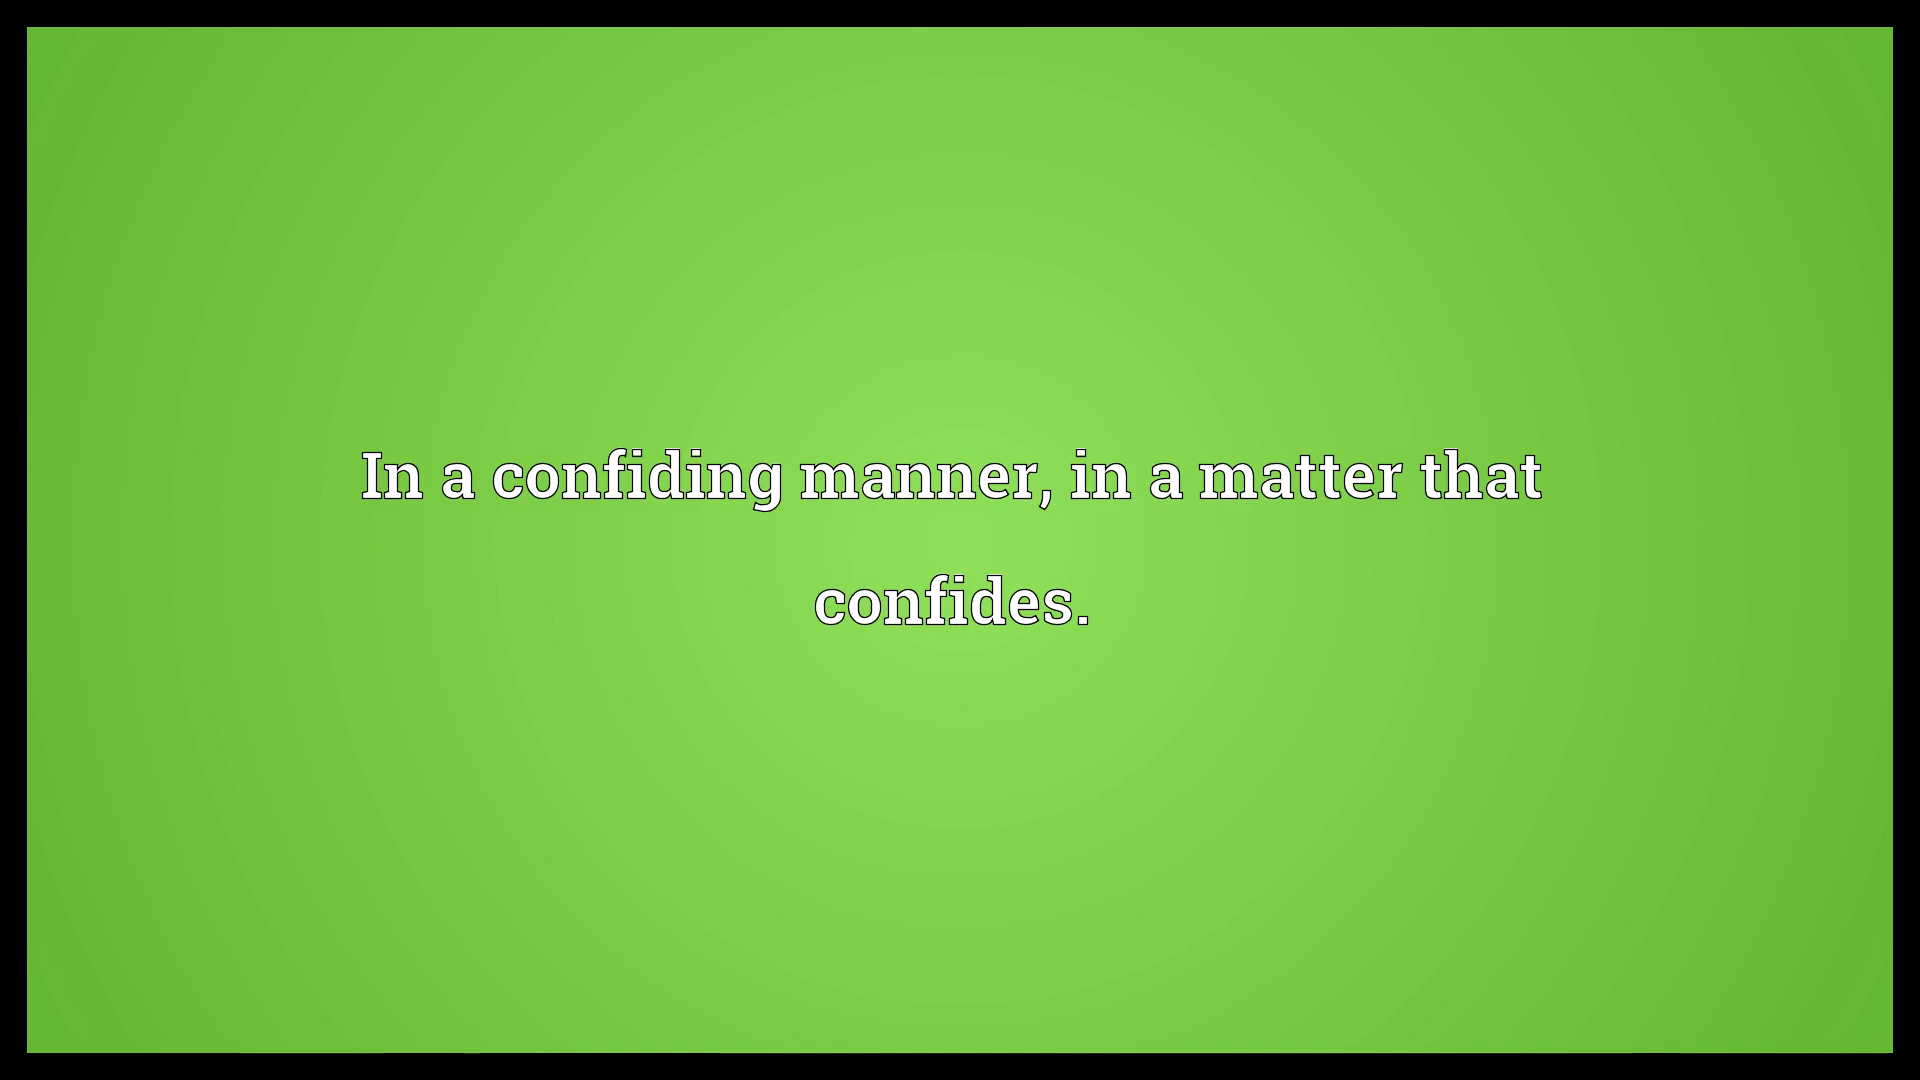 In a confiding manner, in a matter that
confides.